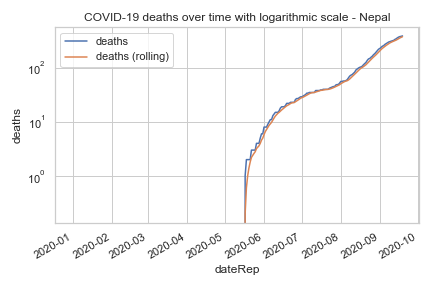 COVID-19 deaths over time with logarithmic scale - Nepal
deaths
deaths (rolling)
10²
10¹
10⁰
deaths
2020-01
2020-02
2020-03
2020-04
2020-05
2020-06
2020-07
2020-08
2020-09
2020-10
dateRep